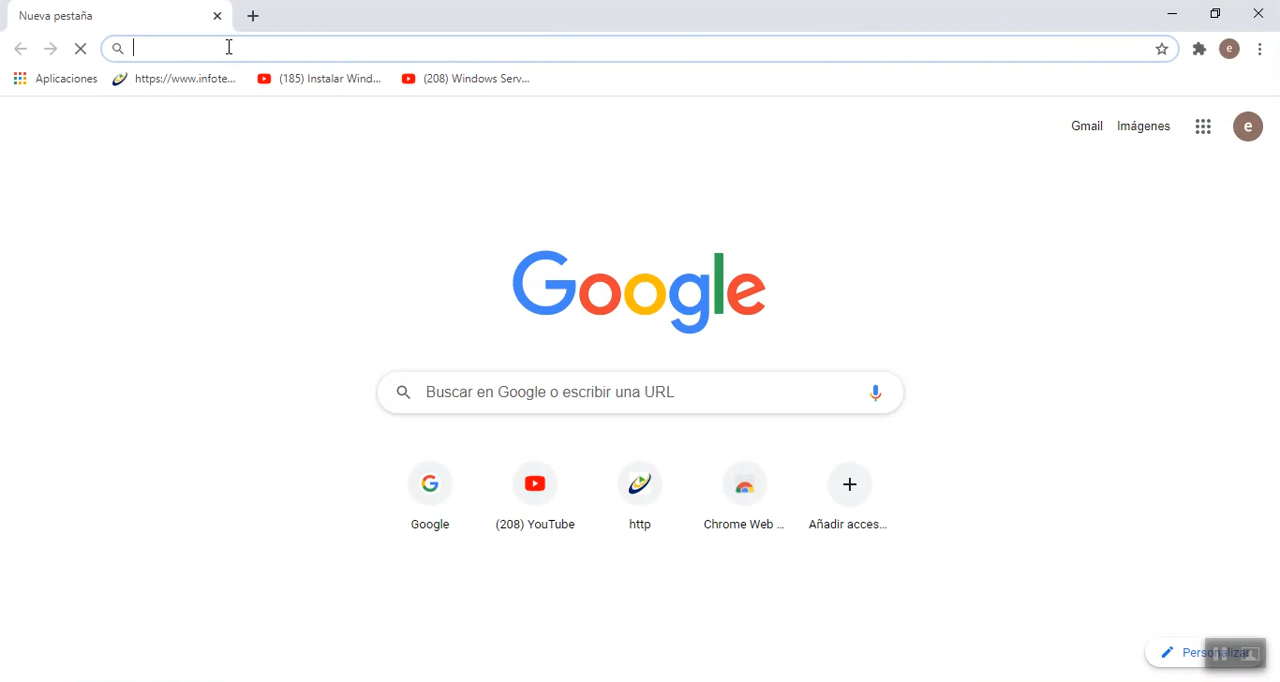 Nueva pestaña
Aplicaciones https://www.infote... (185) Instalar Wind... (208) Windows Serv...
Gmail Imágenes e
e
Google
Buscar en Google o escribir una URL
Google (208) YouTube http Chrome Web ... Añadir acces...
Personalizar